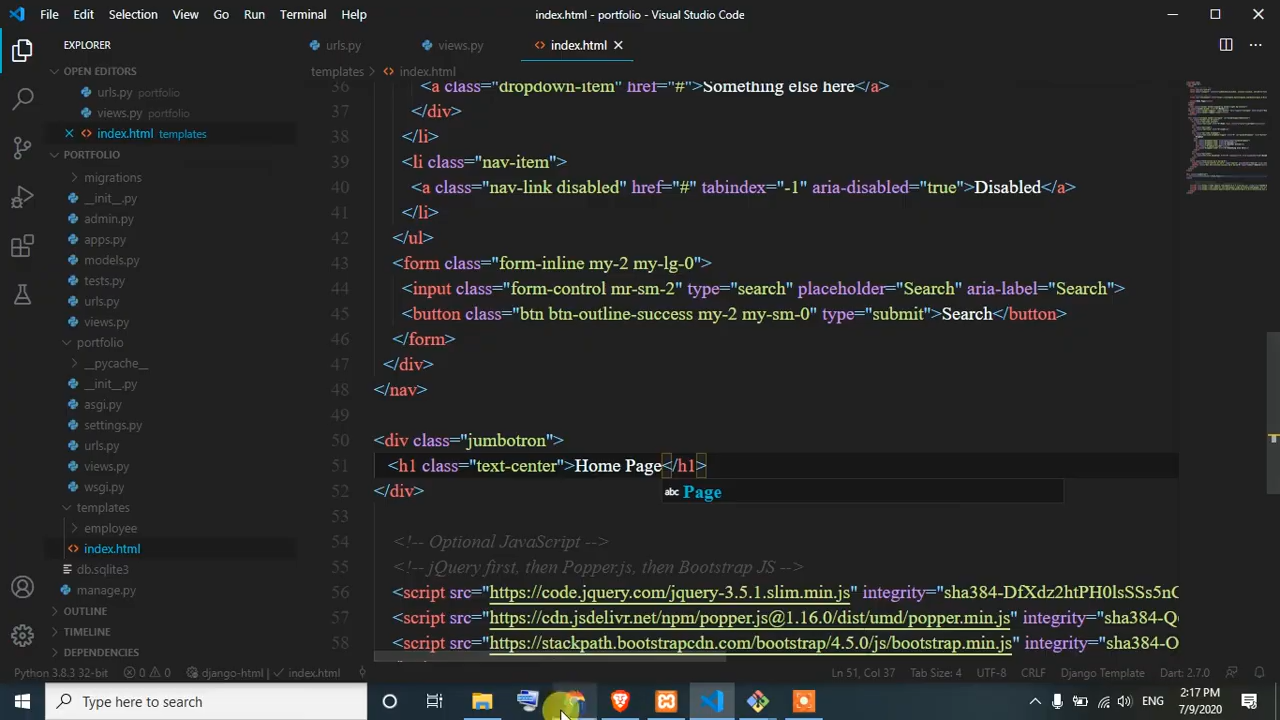 File Edit Selection View Go Run Terminal Help index.html - portfolio - Visual Studio Code
EXPLORER
OPEN EDITORS
urls.py portfolio
views.py portfolio
index.html templates
PORTFOLIO
migrations
__init__.py
admin.py
apps.py
models.py
tests.py
urls.py
views.py
portfolio
__pycache__
__init__.py
asgi.py
settings.py
urls.py
views.py
wsgi.py
templates
employee
index.html
db.sqlite3
manage.py
OUTLINE
TIMELINE
DEPENDENCIES
urls.py views.py index.html
templates > index.html
36 <a class="dropdown-item" href="#">Something else here</a>
37 </div>
38 </li>
39 <li class="nav-item">
40 <a class="nav-link disabled" href="#" tabindex="-1" aria-disabled="true">Disabled</a>
41 </li>
42 </ul>
43 <form class="form-inline my-2 my-lg-0">
44 <input class="form-control mr-sm-2" type="search" placeholder="Search" aria-label="Search">
45 <button class="btn btn-outline-success my-2 my-sm-0" type="submit">Search</button>
46 </form>
47 </div>
48 </nav>
49
50 <div class="jumbotron">
51 <h1 class="text-center">Home Page</h1>
abc Page
52 </div>
53
54 <!-- Optional JavaScript -->
55 <!-- jQuery first, then Popper.js, then Bootstrap JS -->
56 <script src="https://code.jquery.com/jquery-3.5.1.slim.min.js" integrity="sha384-DfXdz2htPH0lsSSs5nC
57 <script src="https://cdn.jsdelivr.net/npm/popper.js@1.16.0/dist/umd/popper.min.js" integrity="sha384-Q
58 <script src="https://stackpath.bootstrapcdn.com/bootstrap/4.5.0/js/bootstrap.min.js" integrity="sha384-O
Python 3.8.3 32-bit 0 0 django-html index.html Ln 51, Col 37 Tab Size: 4 UTF-8 CRLF Django Template Dart: 2.7.0
Type here to search
ENG
2:17 PM
7/9/2020